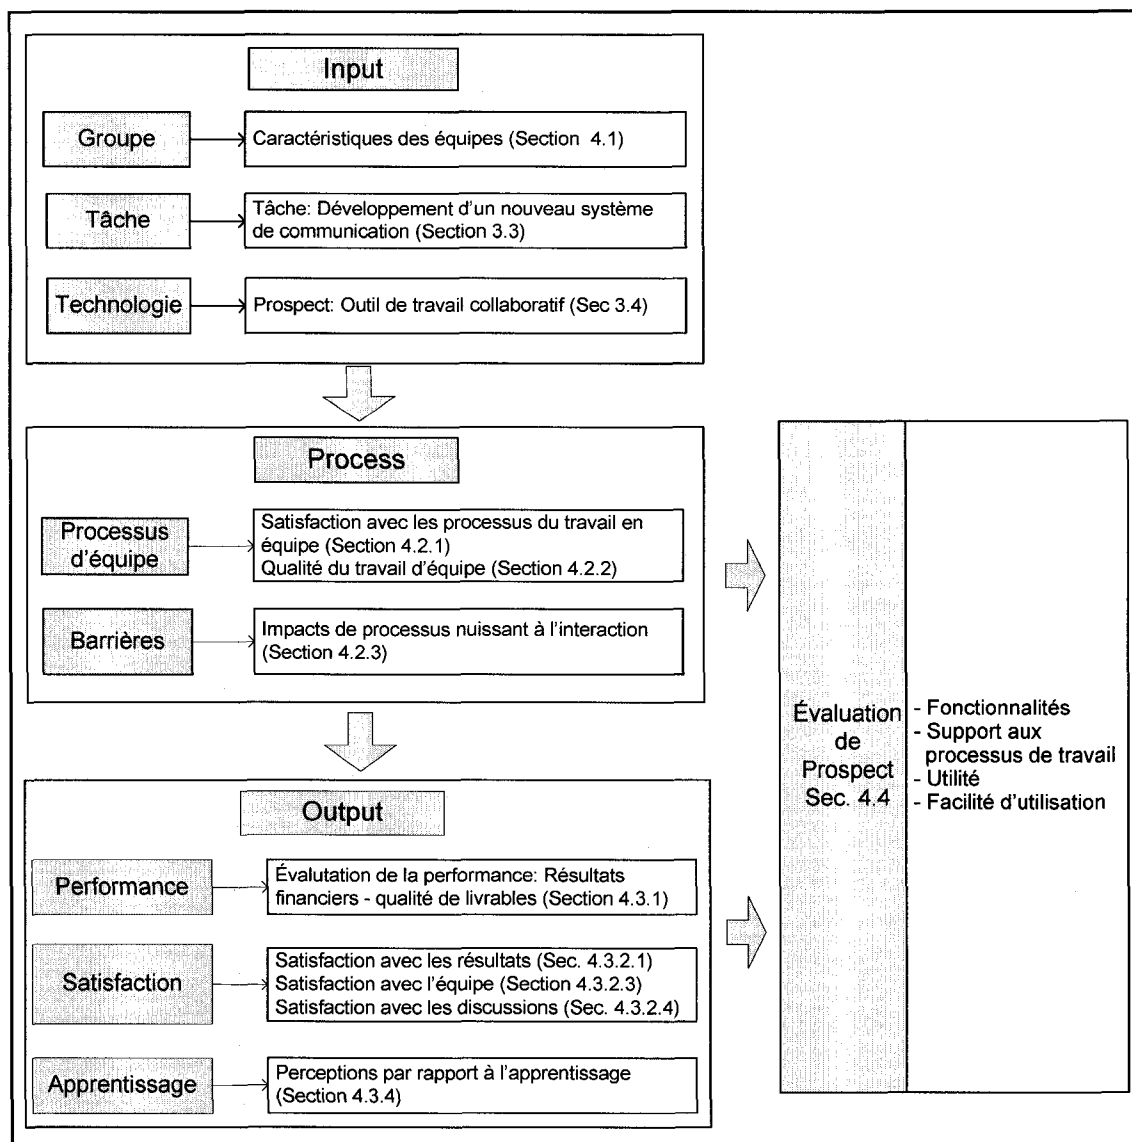 Input
Groupe
Caractéristiques des équipes (Section 4.1)
Tâche
Tâche: Développement d'un nouveau système
de communication (Section 3.3)
Technologie
Prospect: Outil de travail collaboratif (Sec 3.4)
Process
Processus
d'équipe
Satisfaction avec les processus du travail en
équipe (Section 4.2.1)
Qualité du travail d'équipe (Section 4.2.2)
Barrières
Impacts de processus nuissant à l'interaction
(Section 4.2.3)
Output
Performance
Évalutation de la performance: Résultats
financiers - qualité de livrables (Section 4.3.1)
Satisfaction
Satisfaction avec les résultats (Sec. 4.3.2.1)
Satisfaction avec l'équipe (Section 4.3.2.3)
Satisfaction avec les discussions (Sec. 4.3.2.4)
Apprentissage
Perceptions par rapport à l'apprentissage
(Section 4.3.4)
Évaluation
de
Prospect
Sec. 4.4
- Fonctionnalités
- Support aux
processus de travail
- Utilité
- Facilité d'utilisation